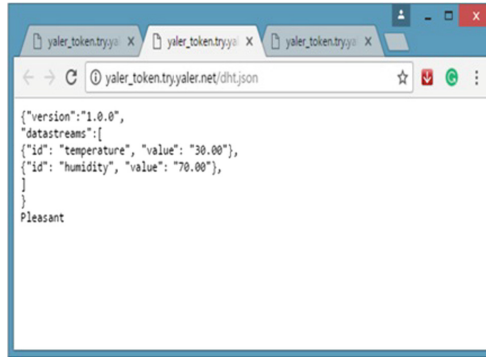 yaler_token.try.yal
yaler_token.try.yal
yaler_token.try.yal
yaler_token.try.yaler.net/dht.json
{"version":"1.0.0",
"datastreams":[
{"id": "temperature", "value": "30.00"},
{"id": "humidity", "value": "70.00"},
]
}
Pleasant